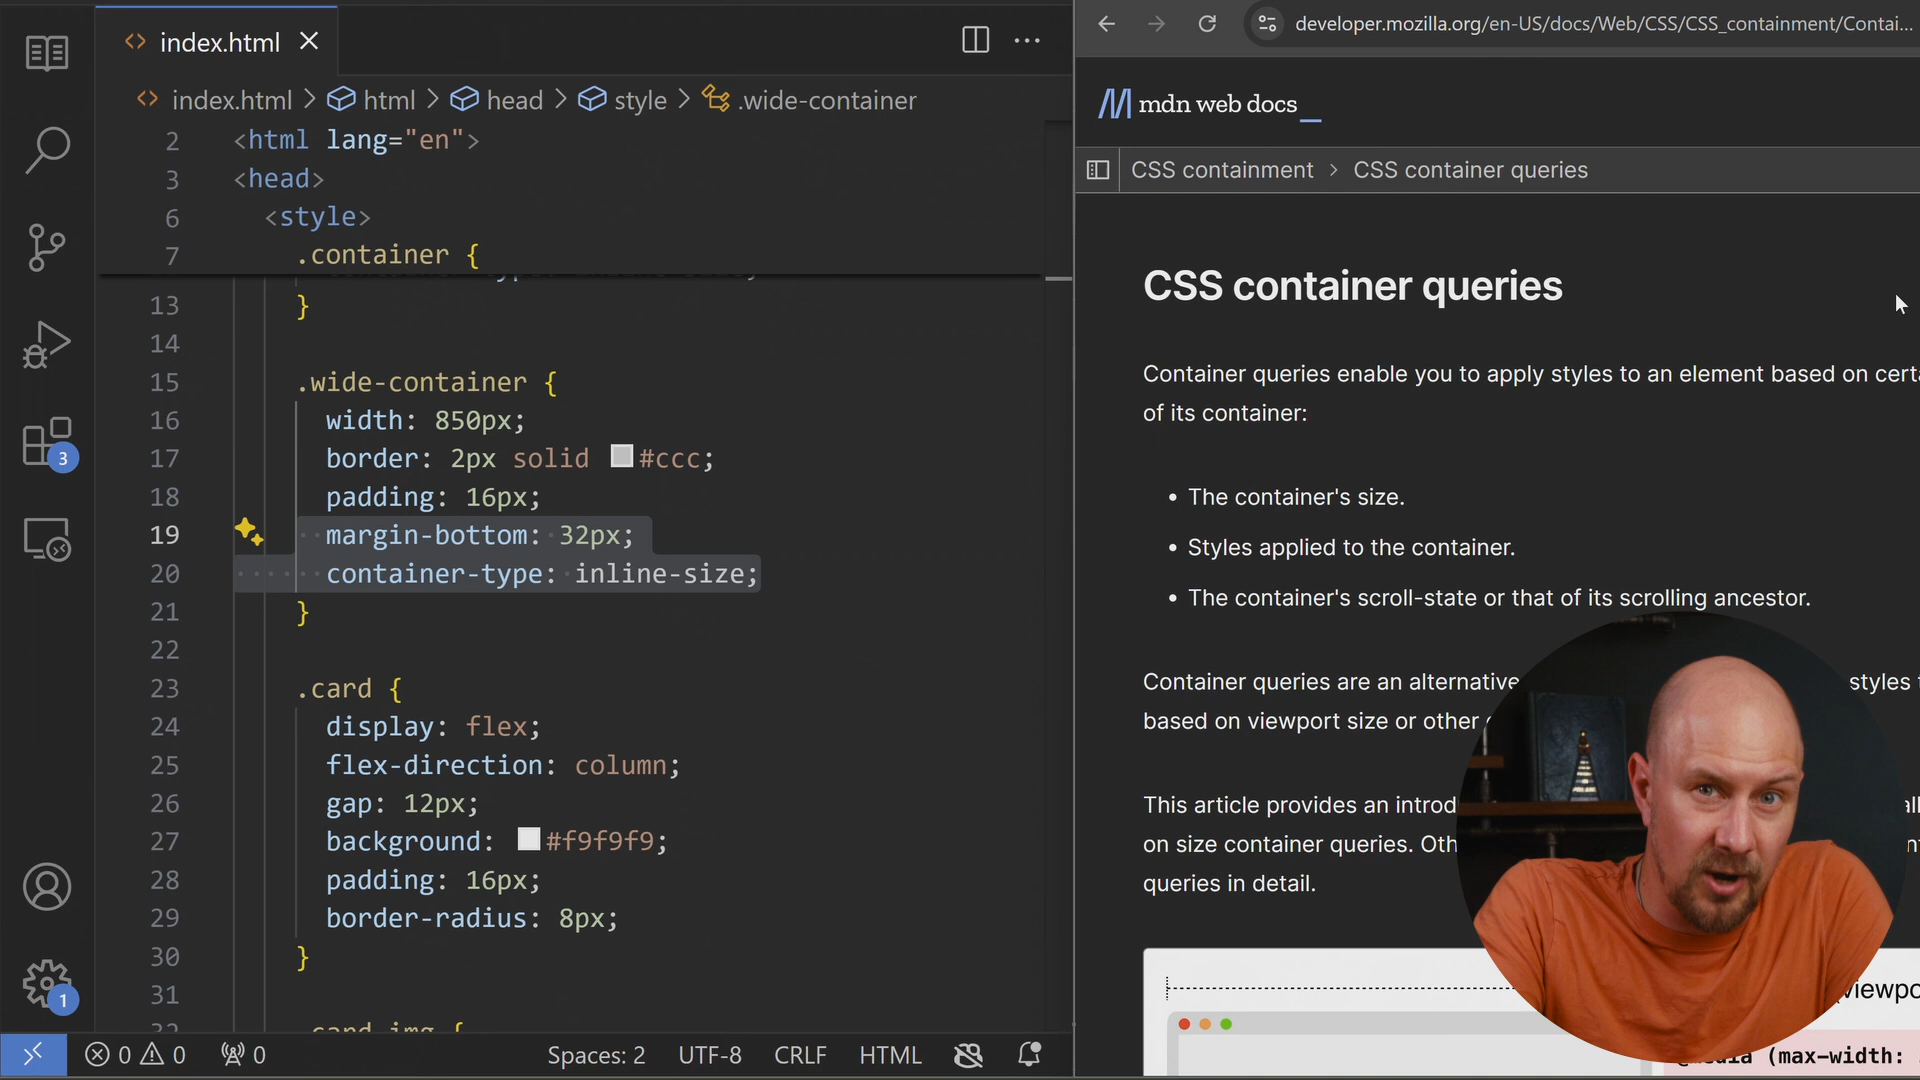 index.html
index.html > html > head > style > .wide-container
2 <html lang="en">
3 <head>
6 <style>
7 .container {
13 }
14
15 .wide-container {
16 width: 850px;
17 border: 2px solid #ccc;
18 padding: 16px;
19 margin-bottom: 32px;
20 container-type: inline-size;
21 }
22
23 .card {
24 display: flex;
25 flex-direction: column;
26 gap: 12px;
27 background: #f9f9f9;
28 padding: 16px;
29 border-radius: 8px;
30 }
31
3
1
0 0 0 Spaces: 2 UTF-8 CRLF HTML
developer.mozilla.org/en-US/docs/Web/CSS/CSS_containment/Contai...
mdn web docs _
CSS containment > CSS container queries
CSS container queries
Container queries enable you to apply styles to an element based on
of its container:
• The container's size.
• Styles applied to the container.
• The container's scroll-state or that of its scrolling ancestor.
Container queries are an alternative styles
based on viewport size or other
This article provides an
on size container queries.
queries in detail.
(max-width: